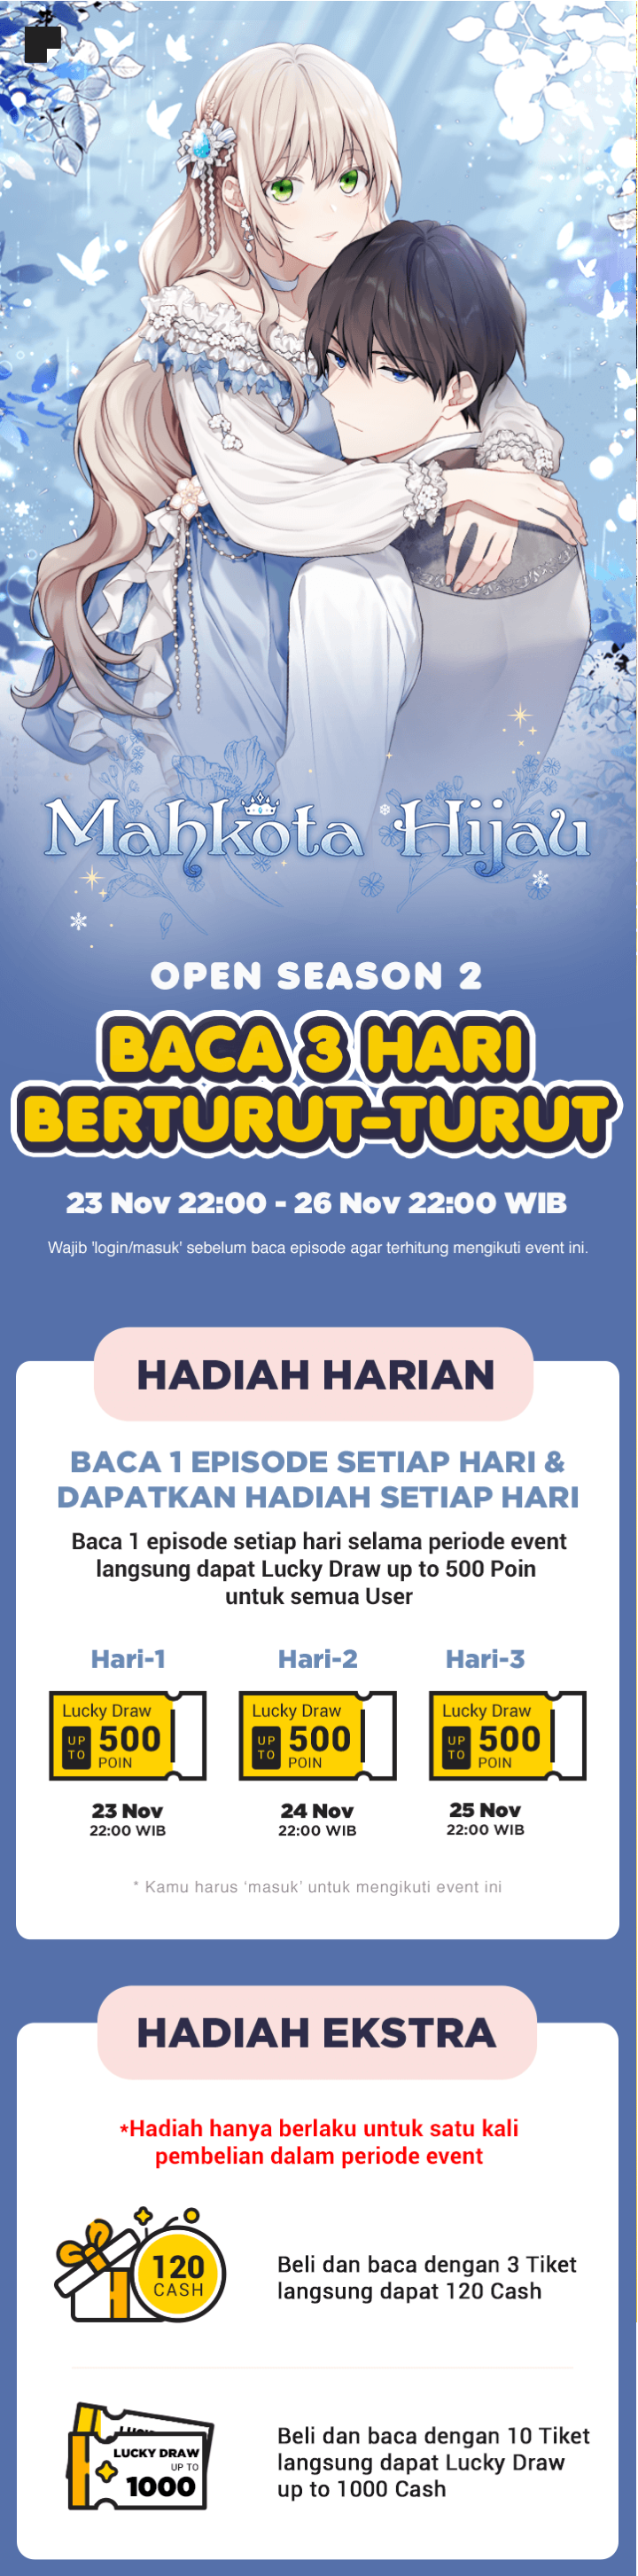 Mahkota Hijau
OPEN SEASON 2
BACA 3 HARI
BERTURUT-TURUT
23 Nov 22:00 - 26 Nov 22:00 WIB
Wajib 'login/masuk' sebelum baca episode agar terhitung mengikuti event ini.
HADIAH HARIAN
BACA 1 EPISODE SETIAP HARI &
DAPATKAN HADIAH SETIAP HARI
Baca 1 episode setiap hari selama periode event
langsung dapat Lucky Draw up to 500 Poin
untuk semua User
Hari-1
Lucky Draw
UP TO 500
POIN
23 Nov
22:00 WIB
Hari-2
Lucky Draw
UP TO 500
POIN
24 Nov
22:00 WIB
Hari-3
Lucky Draw
UP TO 500
POIN
25 Nov
22:00 WIB
* Kamu harus ‘masuk’ untuk mengikuti event ini
HADIAH EKSTRA
*Hadiah hanya berlaku untuk satu kali
pembelian dalam periode event
120
CASH
Beli dan baca dengan 3 Tiket
langsung dapat 120 Cash
LUCKY DRAW
UP TO
1000
Beli dan baca dengan 10 Tiket
langsung dapat Lucky Draw
up to 1000 Cash